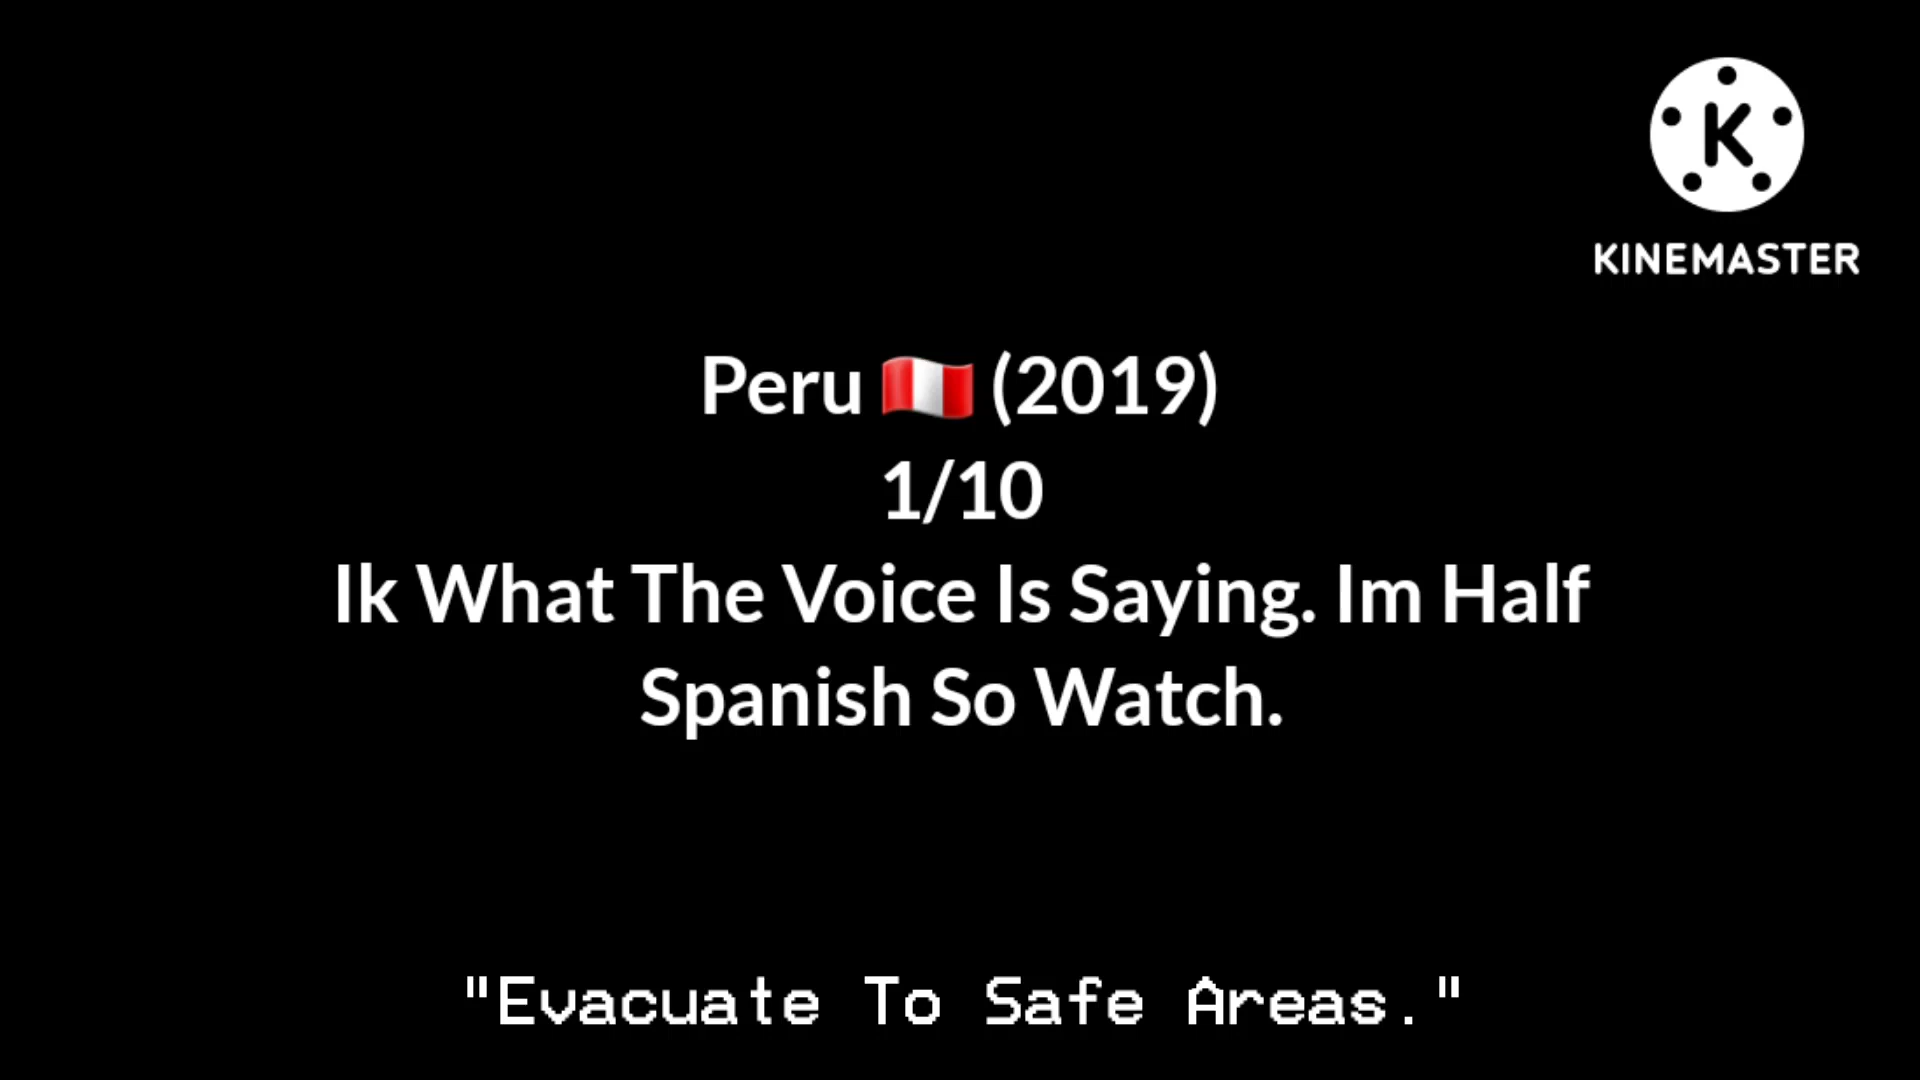 K
KINEMASTER
Peru 🇵🇪 (2019)
1/10
Ik What The Voice Is Saying. Im Half
Spanish So Watch.
"Evacuate To Safe Areas."